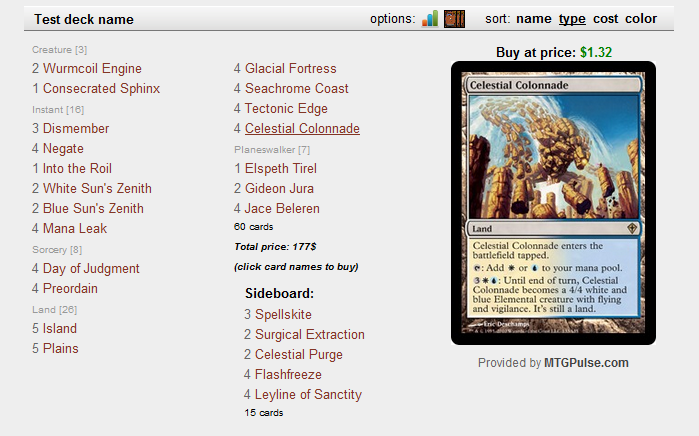 Test deck name
options:
sort: name type cost color
Creature [3]
2 Wurmcoil Engine
1 Consecrated Sphinx
Instant [16]
3 Dismember
4 Negate
1 Into the Roil
2 White Sun's Zenith
2 Blue Sun's Zenith
4 Mana Leak
Sorcery [8]
4 Day of Judgment
4 Preordain
Land [26]
5 Island
5 Plains
4 Glacial Fortress
4 Seachrome Coast
4 Tectonic Edge
4 Celestial Colonnade
Planeswalker [7]
1 Elspeth Tirel
2 Gideon Jura
4 Jace Beleren
60 cards
Total price: 177$
(click card names to buy)
Sideboard:
3 Spellskite
2 Surgical Extraction
2 Celestial Purge
4 Flashfreeze
4 Leyline of Sanctity
15 cards
Buy at price: $1.32
Celestial Colonnade
Land
Celestial Colonnade enters the
battlefield tapped.
: Add or to your mana pool.
3 : Until end of turn, Celestial
Colonnade becomes a 4/4 white and
blue Elemental creature with flying
and vigilance. It's still a land.
Eric Deschamps
Provided by MTGPulse.com